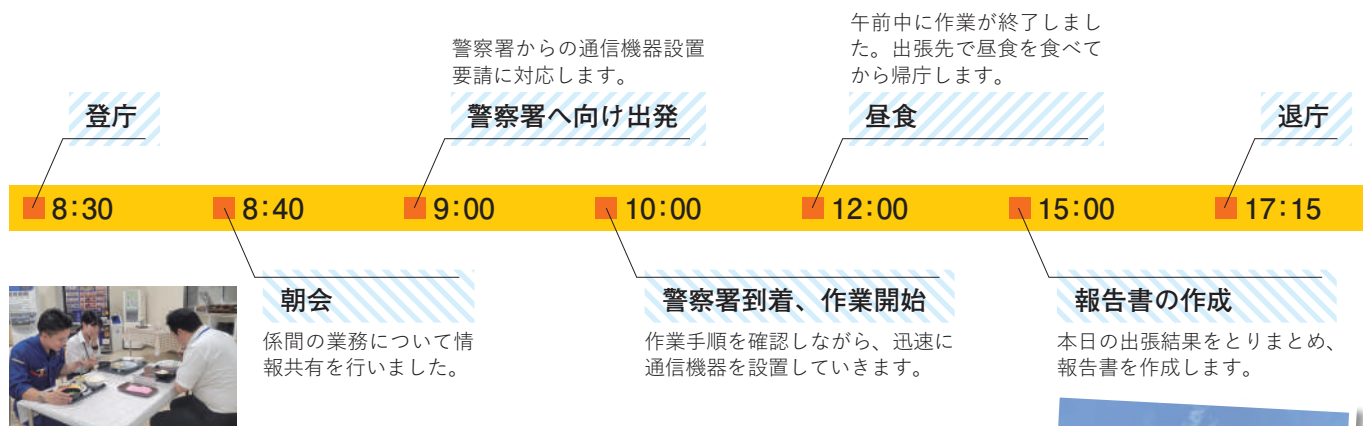 登庁
8:30
8:40
朝会
係間の業務について情
報共有を行いました。
警察署からの通信機器設置
要請に対応します。
警察署へ向け出発
9:00
10:00
警察署到着、作業開始
作業手順を確認しながら、迅速に
通信機器を設置していきます。
午前中に作業が終了しまし
た。出張先で昼食を食べて
から帰庁します。
昼食
12:00
15:00
報告書の作成
本日の出張結果をとりまとめ、
報告書を作成します。
退庁
17:15